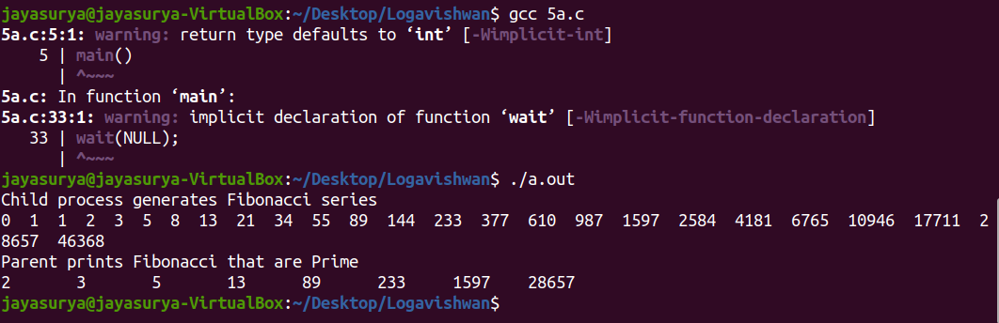 jayasurya@jayasurya-VirtualBox:~/Desktop/Logavishwan$ gcc 5a.c
5a.c:5:1: warning: return type defaults to ‘int’ [-Wimplicit-int]
    5 | main()
      | ^~~~
5a.c: In function ‘main’:
5a.c:33:1: warning: implicit declaration of function ‘wait’ [-Wimplicit-function-declaration]
   33 | wait(NULL);
      | ^~~~
jayasurya@jayasurya-VirtualBox:~/Desktop/Logavishwan$ ./a.out
Child process generates Fibonacci series
0  1  1  2  3  5  8  13  21  34  55  89  144  233  377  610  987  1597  2584  4181  6765  10946  17711  2
8657  46368
Parent prints Fibonacci that are Prime
2       3       5       13      89      233     1597    28657
jayasurya@jayasurya-VirtualBox:~/Desktop/Logavishwan$